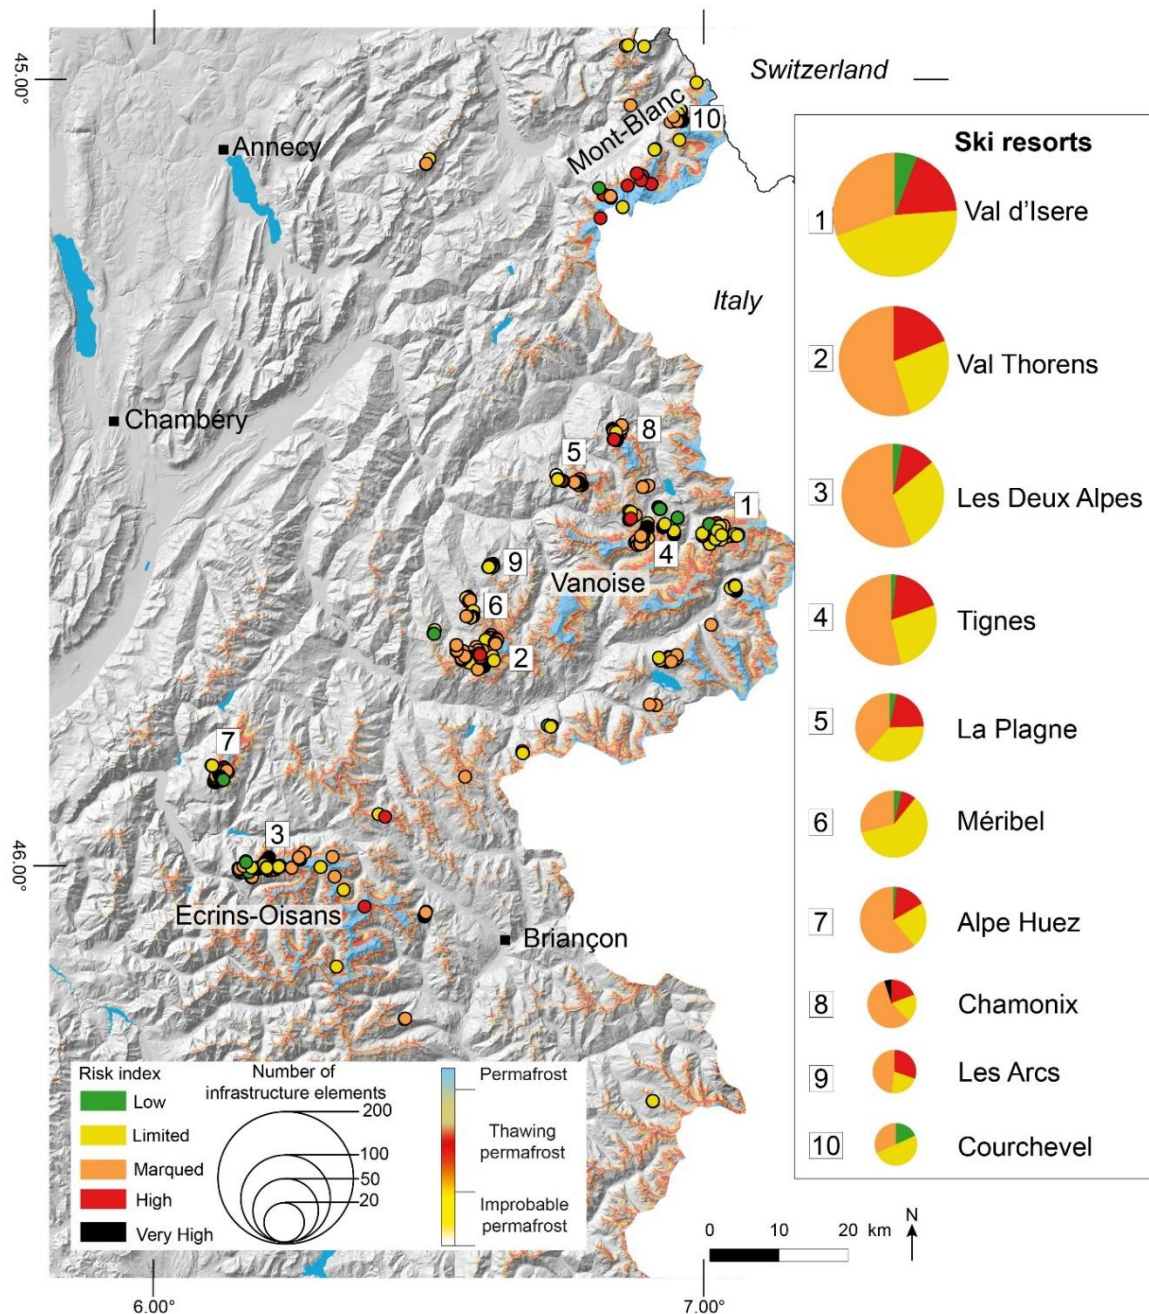 45.00°
Switzerland
Mont-Blanc
10
Annecy
Italy
Chambéry
8
5
1
4
9
Vanoise
6
2
7
3
46.00°
Ecrins-Oisans
Briançon
Ski resorts
1 Val d'Isere
2 Val Thorens
3 Les Deux Alpes
4 Tignes
5 La Plagne
6 Méribel
7 Alpe Huez
8 Chamonix
9 Les Arcs
10 Courchevel
Risk index
Low
Limited
Marqued
High
Very High
Number of
infrastructure elements
200
100
50
20
Permafrost
Thawing
permafrost
Improbable
permafrost
0 10 20 km
N
6.00°
7.00°